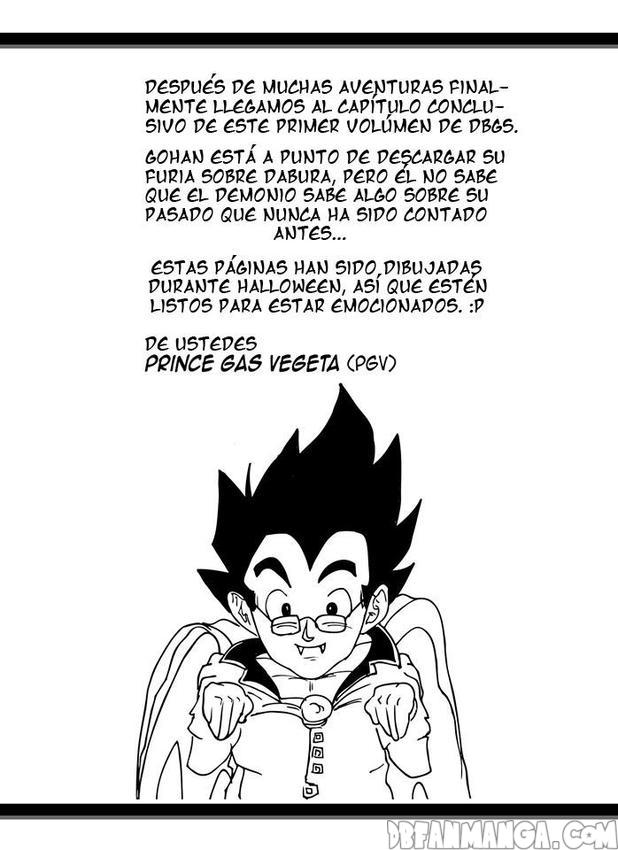 DESPUÉS DE MUCHAS AVENTURAS FINAL-
MENTE LLEGAMOS AL CAPÍTULO CONCLU-
SIVO DE ESTE PRIMER VOLÚMEN DE DBGS.
GOHAN ESTÁ A PUNTO DE DESCARGAR SU
FURIA SOBRE DABURA, PERO ÉL NO SABE
QUE EL DEMONIO SABE ALGO SOBRE SU
PASADO QUE NUNCA HA SIDO CONTADO
ANTES...
ESTAS PÁGINAS HAN SIDO DIBUJADAS
DURANTE HALLOWEEN, ASÍ QUE ESTÉN
LISTOS PARA ESTAR EMOCIONADOS. :P
DE USTEDES
PRINCE GAS VEGETA (PGV)
DBFANMANGA.COM